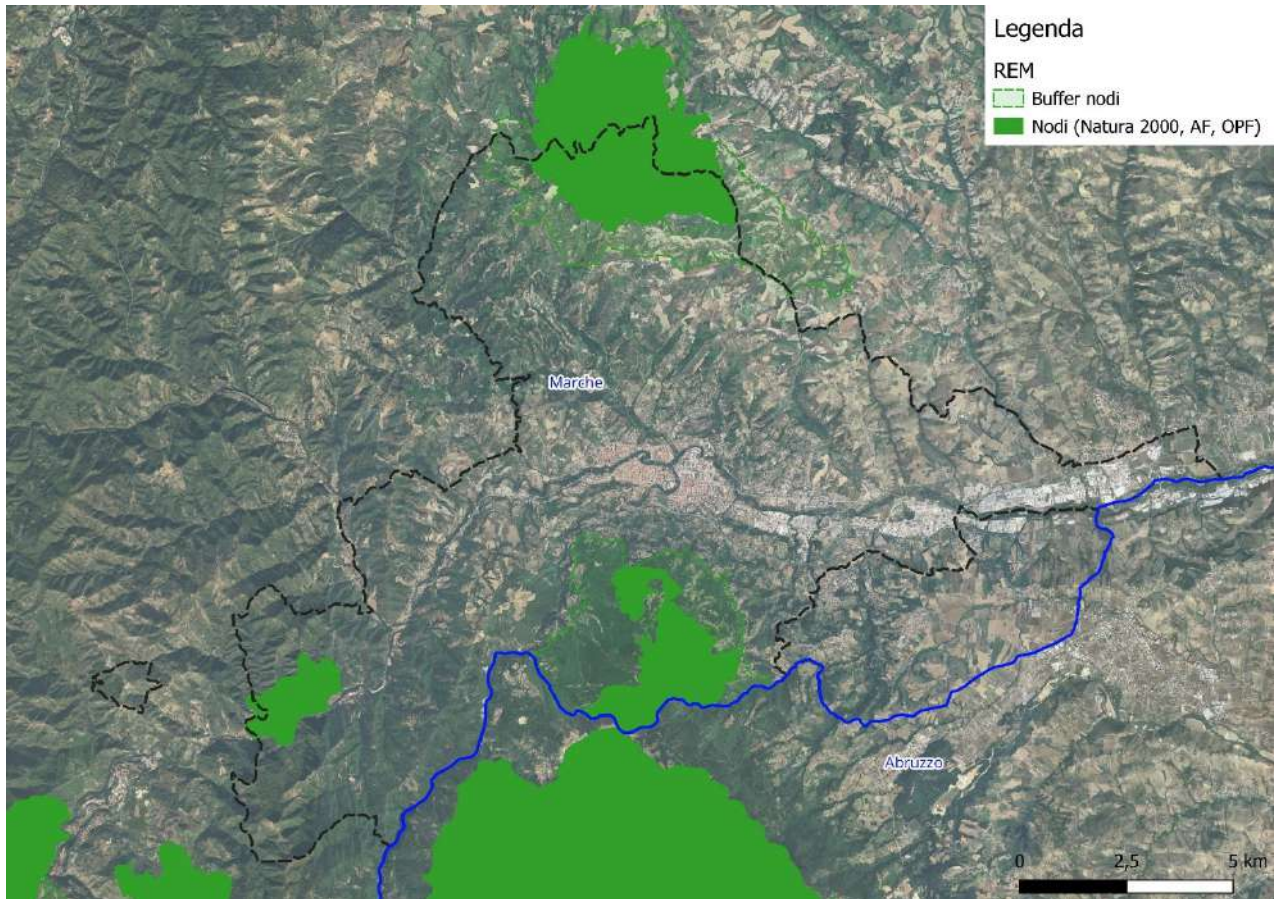 Legenda
REM
Buffer nodi
Nodi (Natura 2000, AF, OPF)
Marche
Abruzzo
0 2,5 5 km